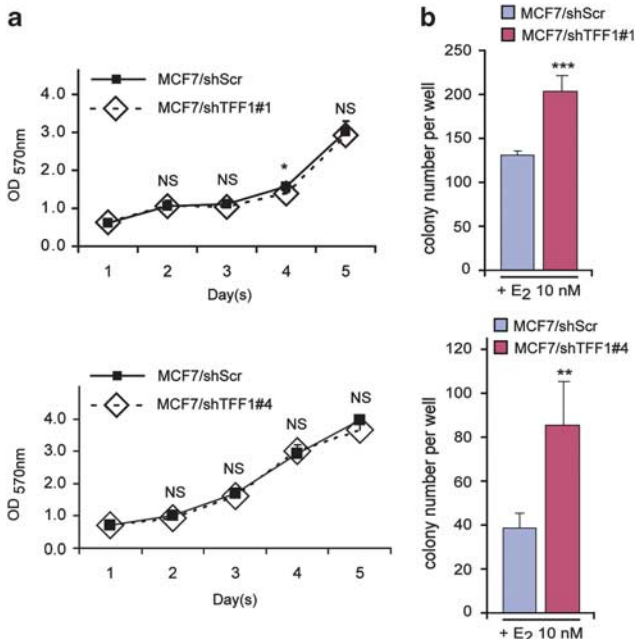 a
MCF7/shScr
MCF7/shTFF1#1
OD 570nm
4.0
3.0
2.0
1.0
0.0
NS
NS
*
NS
1 2 3 4 5
Day(s)
MCF7/shScr
MCF7/shTFF1#4
OD 570nm
4.0
3.0
2.0
1.0
0.0
NS
NS
NS
NS
1 2 3 4 5
Day(s)
b
MCF7/shScr
MCF7/shTFF1#1
colony number per well
250
200
150
100
50
0
***
+ E2 10 nM
MCF7/shScr
MCF7/shTFF1#4
colony number per well
120
100
80
60
40
20
0
**
+ E2 10 nM